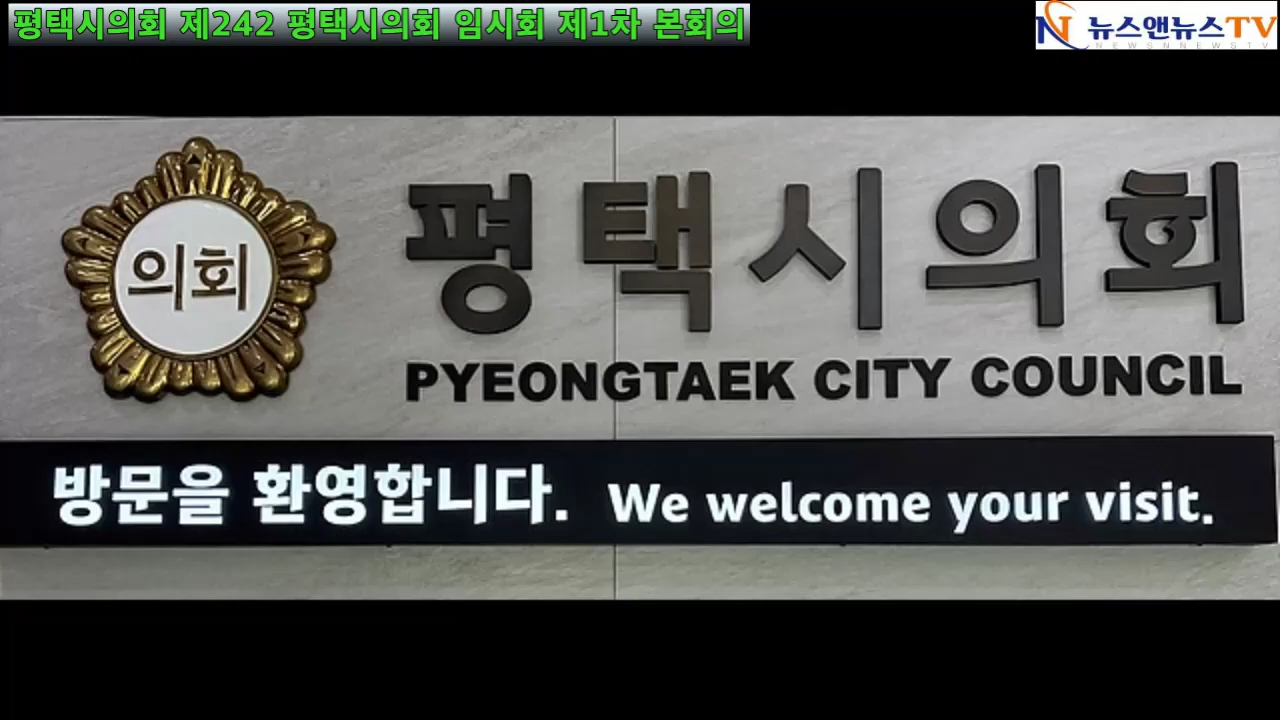 평택시의회 제242 평택시의회 임시회 제1차 본회의
뉴스앤뉴스TV
NEWSNNEWSTV
의회
평택시의회
PYEONGTAEK CITY COUNCIL
방문을 환영합니다. We welcome your visit.